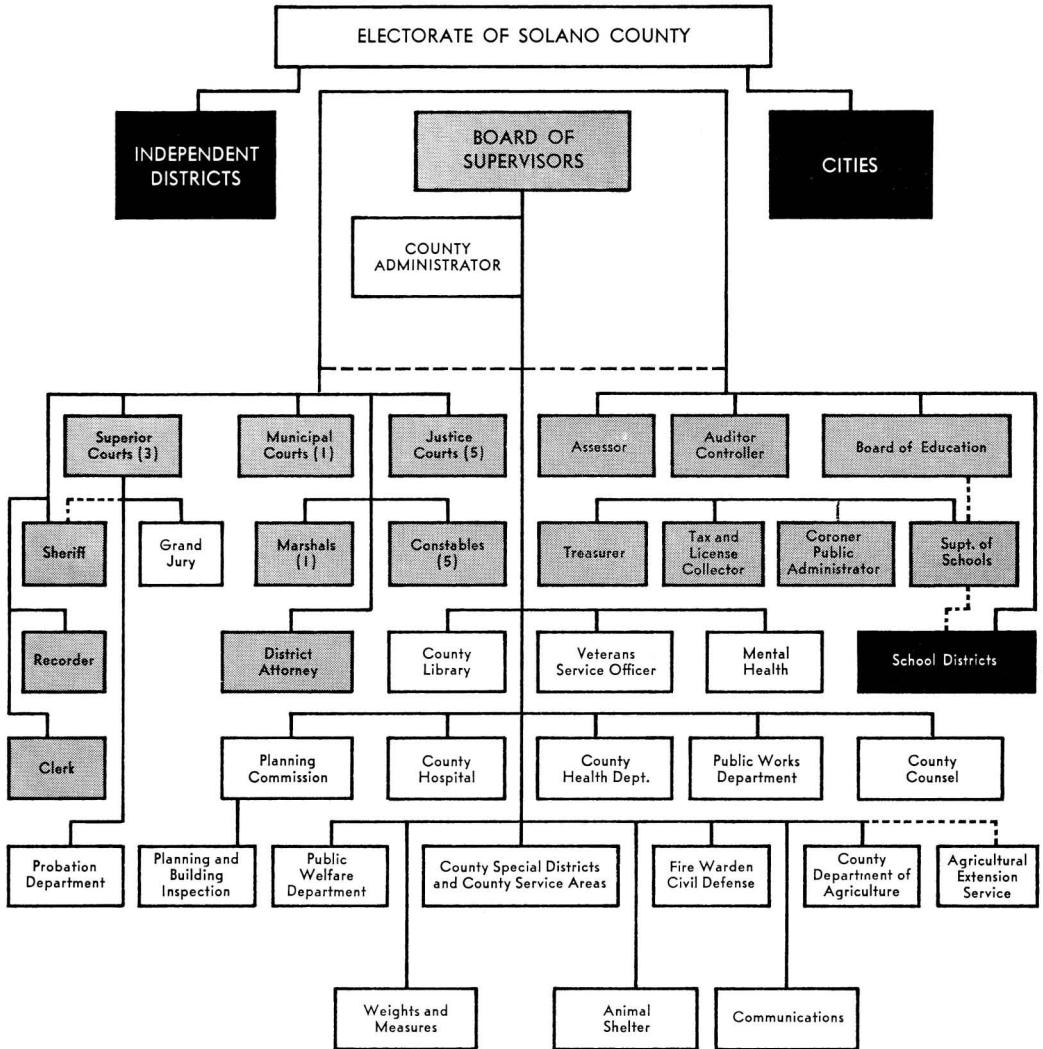 ELECTORATE OF SOLANO COUNTY
INDEPENDENT
DISTRICTS
BOARD OF
SUPERVISORS
CITIES
COUNTY
ADMINISTRATOR
Superior
Courts (3)
Municipal
Courts (1)
Justice
Courts (5)
Assessor
Auditor
Controller
Board of Education
Sheriff
Grand
Jury
Marshals
(1)
Constables
(5)
Treasurer
Tax and
License
Collector
Coroner
Public
Administrator
Supt. of
Schools
Recorder
District
Attorney
County
Library
Veterans
Service Officer
Mental
Health
School Districts
Clerk
Planning
Commission
County
Hospital
County
Health Dept.
Public Works
Department
County
Counsel
Probation
Department
Planning and
Building
Inspection
Public
Welfare
Department
County Special Districts
and County Service Areas
Fire Warden
Civil Defense
County
Department of
Agriculture
Agricultural
Extension
Service
Weights and
Measures
Animal
Shelter
Communications